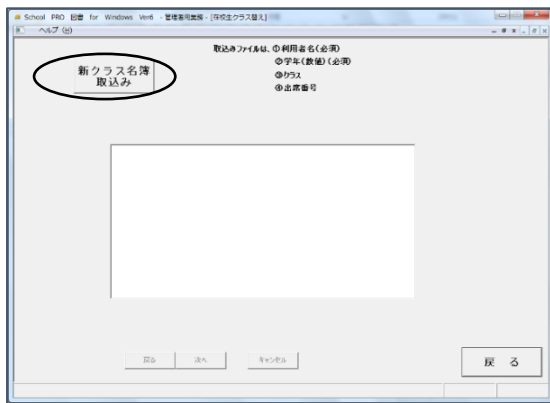 School PRO 図書 for Windows Ver6 - 管理者用業務 - [在校生クラス替え]
ヘルプ(H)
新クラス名簿
取込み
取込みファイルは、①利用者名(必須)
②学年(数値)(必須)
③クラス
④出席番号
戻る 次へ キャンセル
戻 る